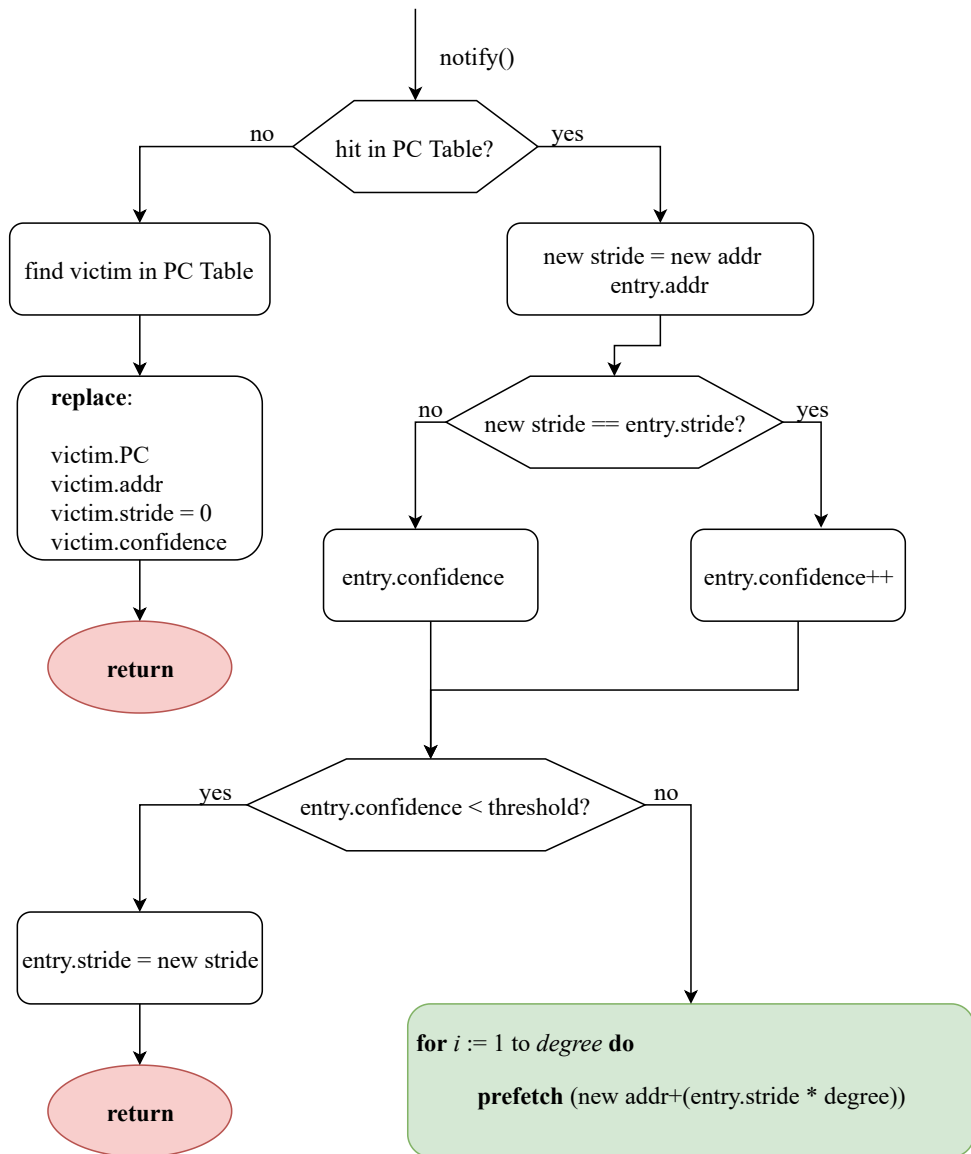 notify()
hit in PC Table?
no
yes
find victim in PC Table
new stride = new addr
entry.addr
replace:
victim.PC
victim.addr
victim.stride = 0
victim.confidence
return
new stride == entry.stride?
no
yes
entry.confidence
entry.confidence++
entry.confidence < threshold?
yes
no
entry.stride = new stride
return
for i := 1 to degree do
prefetch (new addr+(entry.stride * degree))